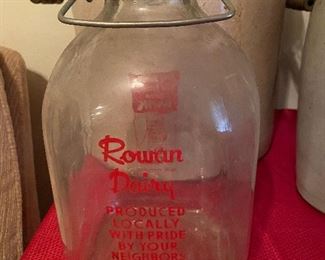 Rowan
Dairy
PRODUCED
LOCALLY
WITH PRIDE
BY YOUR
NEIGHBORS